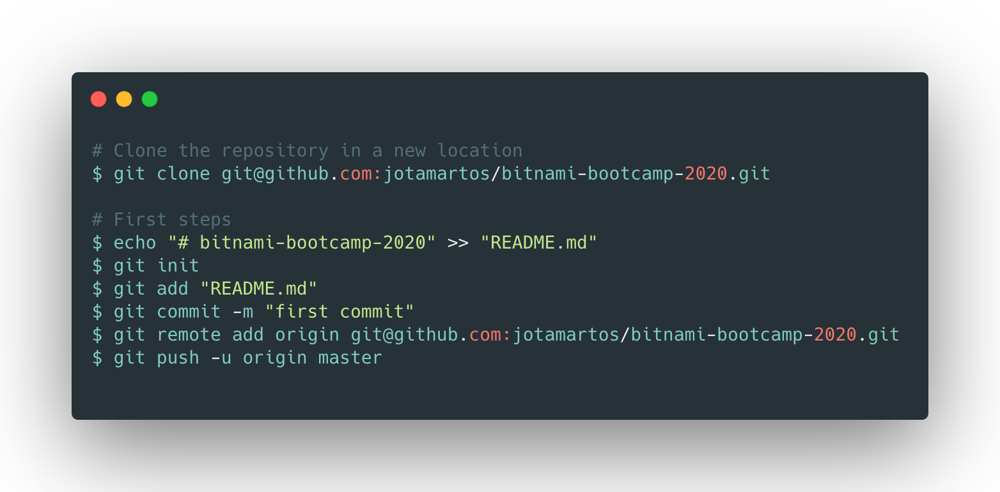 # Clone the repository in a new location
$ git clone git@github.com:jotamartos/bitnami-bootcamp-2020.git
# First steps
$ echo "# bitnami-bootcamp-2020" >> "README.md"
$ git init
$ git add "README.md"
$ git commit -m "first commit"
$ git remote add origin git@github.com:jotamartos/bitnami-bootcamp-2020.git
$ git push -u origin master